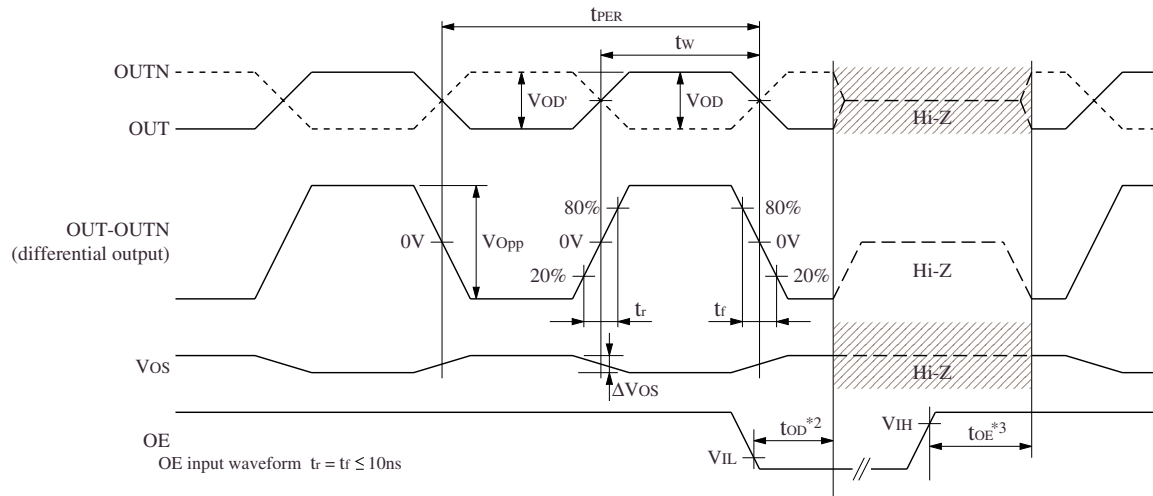 tPER
tW
OUTN
VOD'
VOD
OUT
Hi-Z
80%
80%
OUT-OUTN
(differential output)
0V
VOpp
0V
0V
Hi-Z
20%
20%
tr
tf
VOS
Hi-Z
ΔVOS
OE
tOD*2
VIH
tOE*3
VIL
OE input waveform tr = tf ≤ 10ns